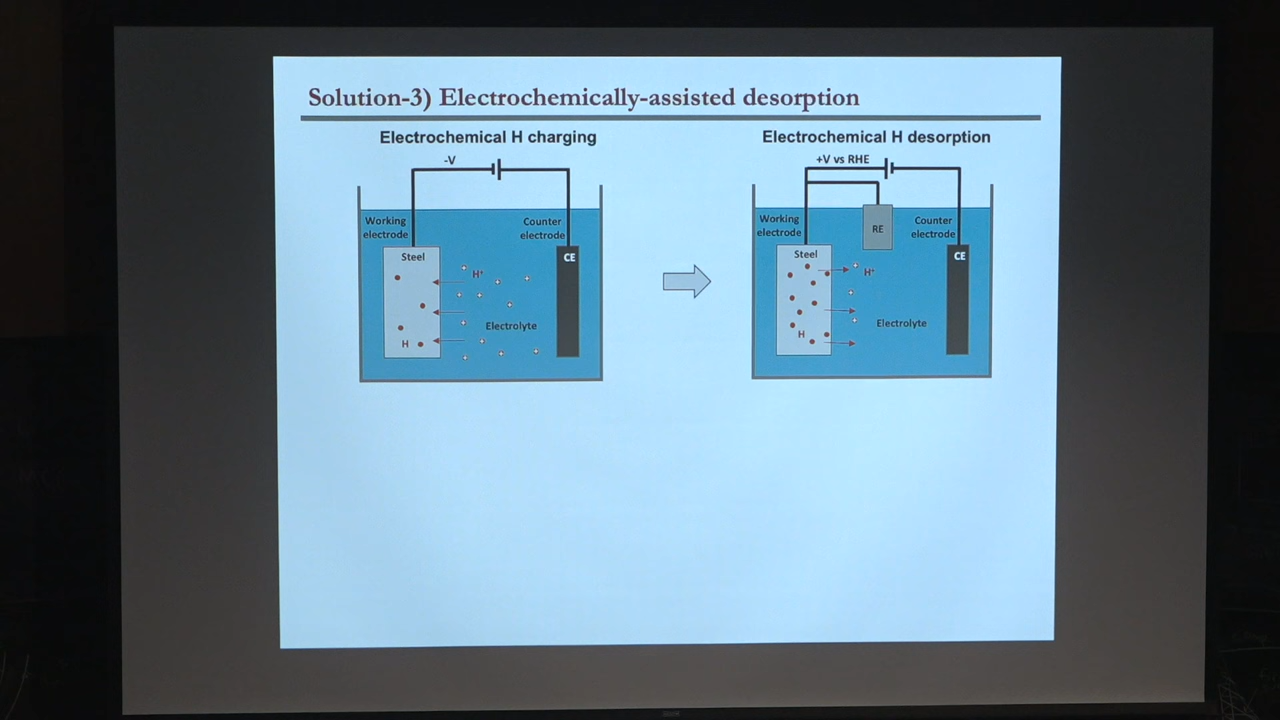 Solution-3) Electrochemically-assisted desorption
Electrochemical H charging
-V
Working
electrode
Counter
electrode
Steel
CE
H⁺
Electrolyte
H
Electrochemical H desorption
+V vs RHE
Working
electrode
RE
Counter
electrode
Steel
CE
H⁺
Electrolyte
H